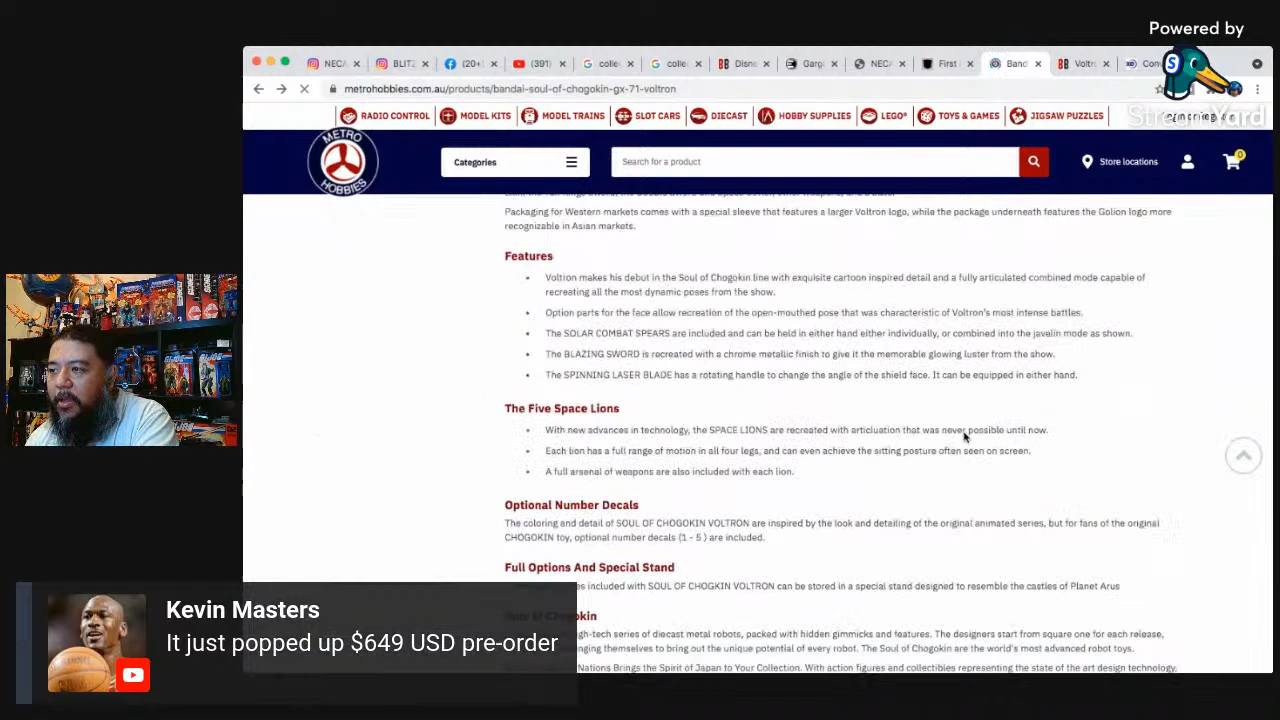 Powered by
StreamYard
NECA
BLITZ
(20+)
(391)
colle
colle
Disne
Garg
NECA
First
Band
Voltr
metrohobbies.com.au/products/bandai-soul-of-chogokin-gx-71-voltron
RADIO CONTROL
MODEL KITS
MODEL TRAINS
SLOT CARS
DIECAST
HOBBY SUPPLIES
LEGO®
TOYS & GAMES
JIGSAW PUZZLES
METRO
HOBBIES
Categories
Search for a product
Store locations
0
Packaging for Western markets comes with a special sleeve that features a larger Voltron logo, while the package underneath features the Golion logo more
recognizable in Asian markets.
Features
Voltron makes his debut in the Soul of Chogokin line with exquisite cartoon inspired detail and a fully articulated combined mode capable of
recreating all the most dynamic poses from the show.
Option parts for the face allow recreation of the open-mouthed pose that was characteristic of Voltron's most intense battles.
The SOLAR COMBAT SPEARS are included and can be held in either hand either individually, or combined into the javelin mode as shown.
The BLAZING SWORD is recreated with a chrome metallic finish to give it the memorable glowing luster from the show.
The SPINNING LASER BLADE has a rotating handle to change the angle of the shield face. It can be equipped in either hand.
The Five Space Lions
With new advances in technology, the SPACE LIONS are recreated with articluation that was never possible until now.
Each lion has a full range of motion in all four legs, and can even achieve the sitting posture often seen on screen.
A full arsenal of weapons are also included with each lion.
Optional Number Decals
The coloring and detail of SOUL OF CHOGOKIN VOLTRON are inspired by the look and detailing of the original animated series, but for fans of the original
CHOGOKIN toy, optional number decals (1 - 5 ) are included.
Full Options And Special Stand
included with SOUL OF CHOGKIN VOLTRON can be stored in a special stand designed to resemble the castles of Planet Arus
high-tech series of diecast metal robots, packed with hidden gimmicks and features. The designers start from square one for each release,
themselves to bring out the unique potential of every robot. The Soul of Chogokin are the world's most advanced robot toys.
Nations Brings the Spirit of Japan to Your Collection. With action figures and collectibles representing the state of the art design technology,
Kevin Masters
It just popped up $649 USD pre-order